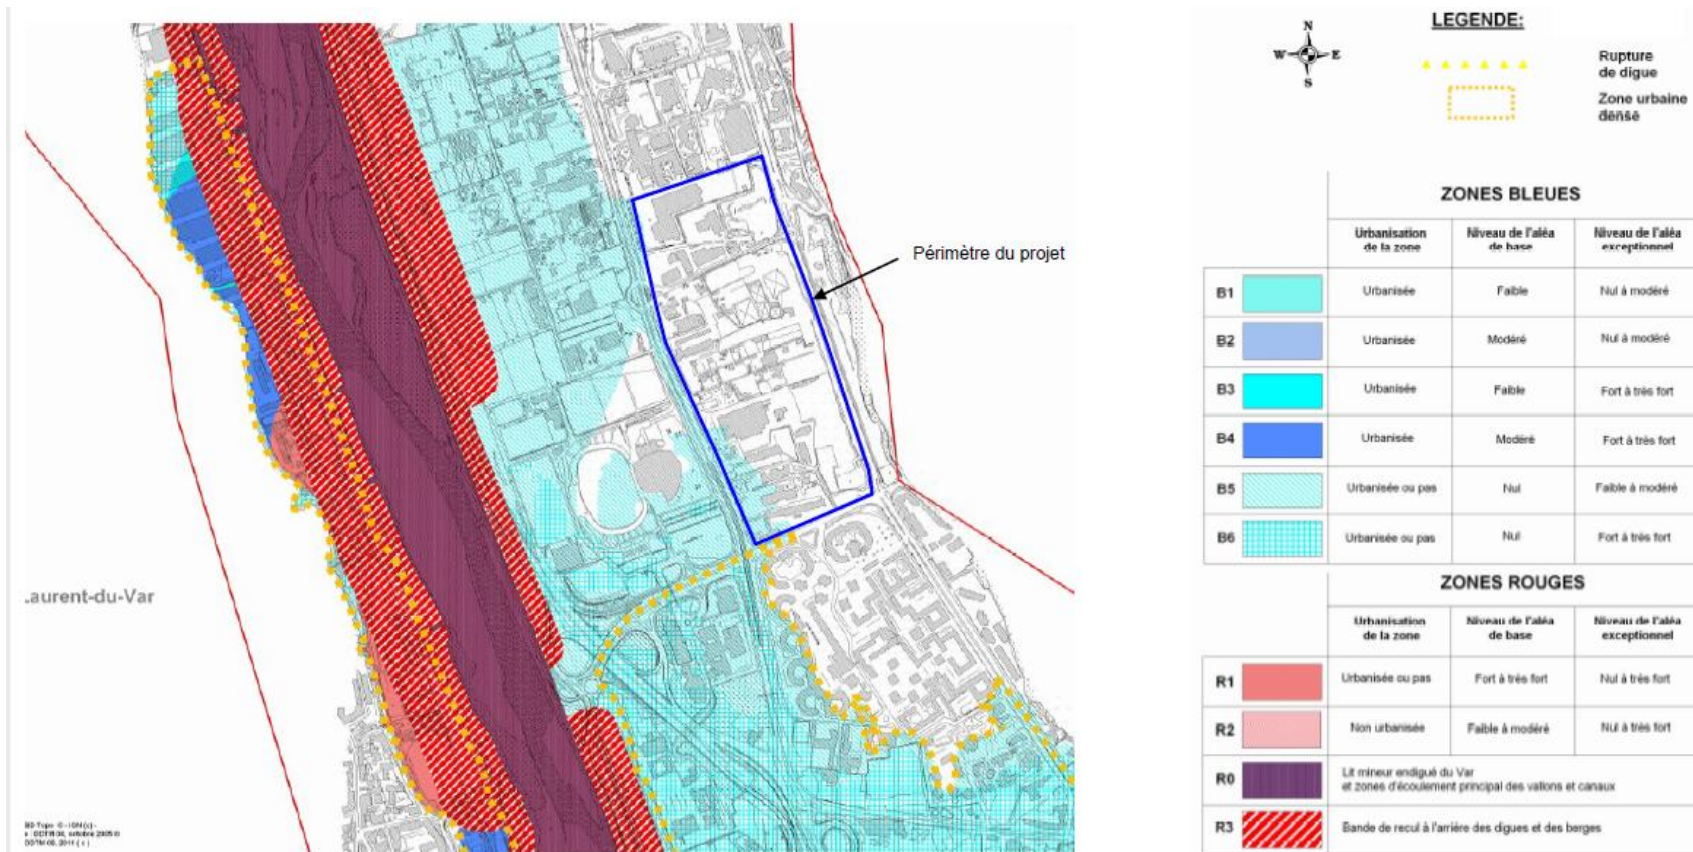 Périmètre du projet
.aurent-du-Var
N
W E
S
LEGENDE:
Rupture
de digue
Zone urbaine
dense
ZONES BLEUES
Urbanisation
de la zone
Niveau de l'aléa
de base
Niveau de l'aléa
exceptionnel
B1 Urbanisée Faible Nul à modéré
B2 Urbanisée Modéré Nul à modéré
B3 Urbanisée Faible Fort à très fort
B4 Urbanisée Modéré Fort à très fort
B5 Urbanisée ou pas Nul Faible à modéré
B6 Urbanisée ou pas Nul Fort à très fort
ZONES ROUGES
Urbanisation
de la zone
Niveau de l'aléa
de base
Niveau de l'aléa
exceptionnel
R1 Urbanisée ou pas Fort à très fort Nul à très fort
R2 Non urbanisée Faible à modéré Nul à très fort
R0 Lit mineur endigué du Var
et zones d'écoulement principal des vallons et canaux
R3 Bande de recul à l'arrière des digues et des berges